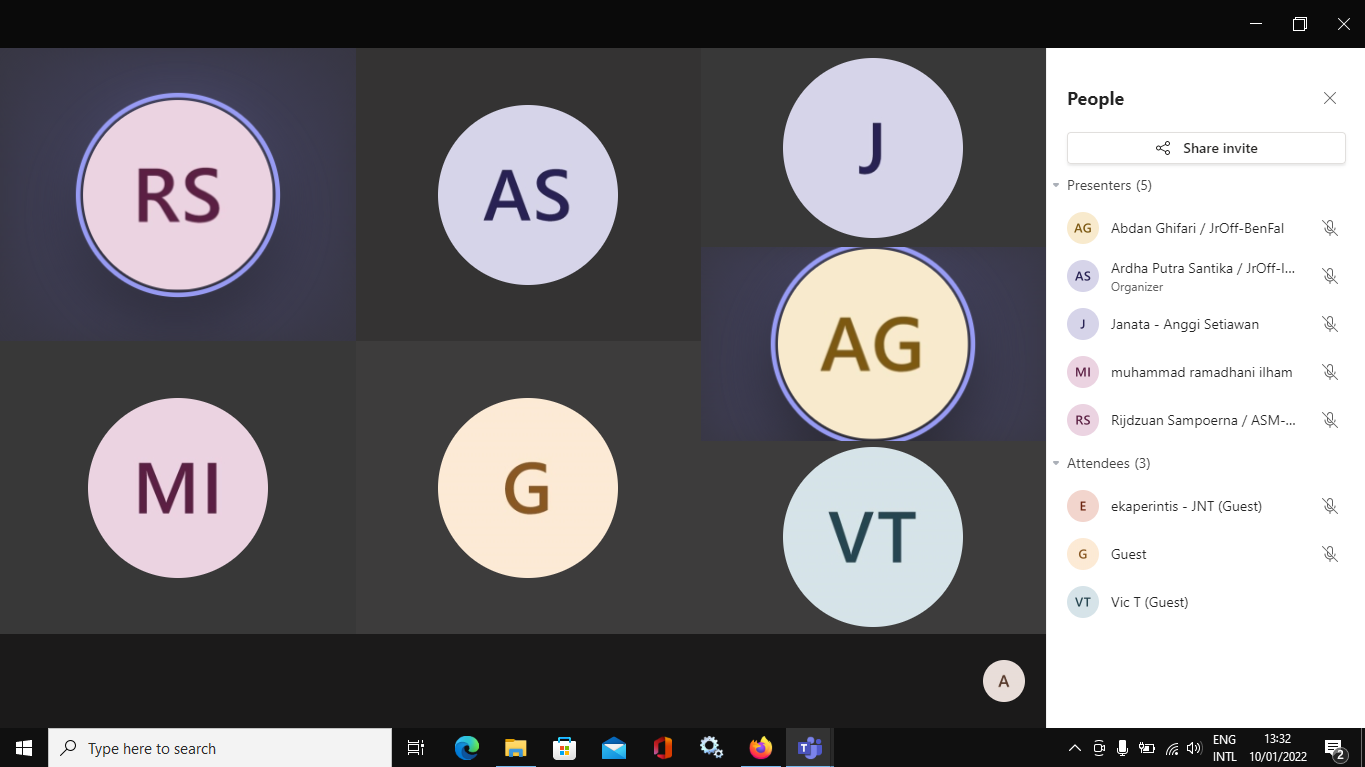 RS
AS
J
AG
MI
G
VT
A
People
Share invite
Presenters (5)
AG Abdan Ghifari / JrOff-BenFal
AS Ardha Putra Santika / JrOff-I...
Organizer
J Janata - Anggi Setiawan
MI muhammad ramadhani ilham
RS Rijdzuan Sampoerna / ASM-...
Attendees (3)
E ekaperintis - JNT (Guest)
G Guest
VT Vic T (Guest)
Type here to search
ENG
INTL
13:32
10/01/2022
2